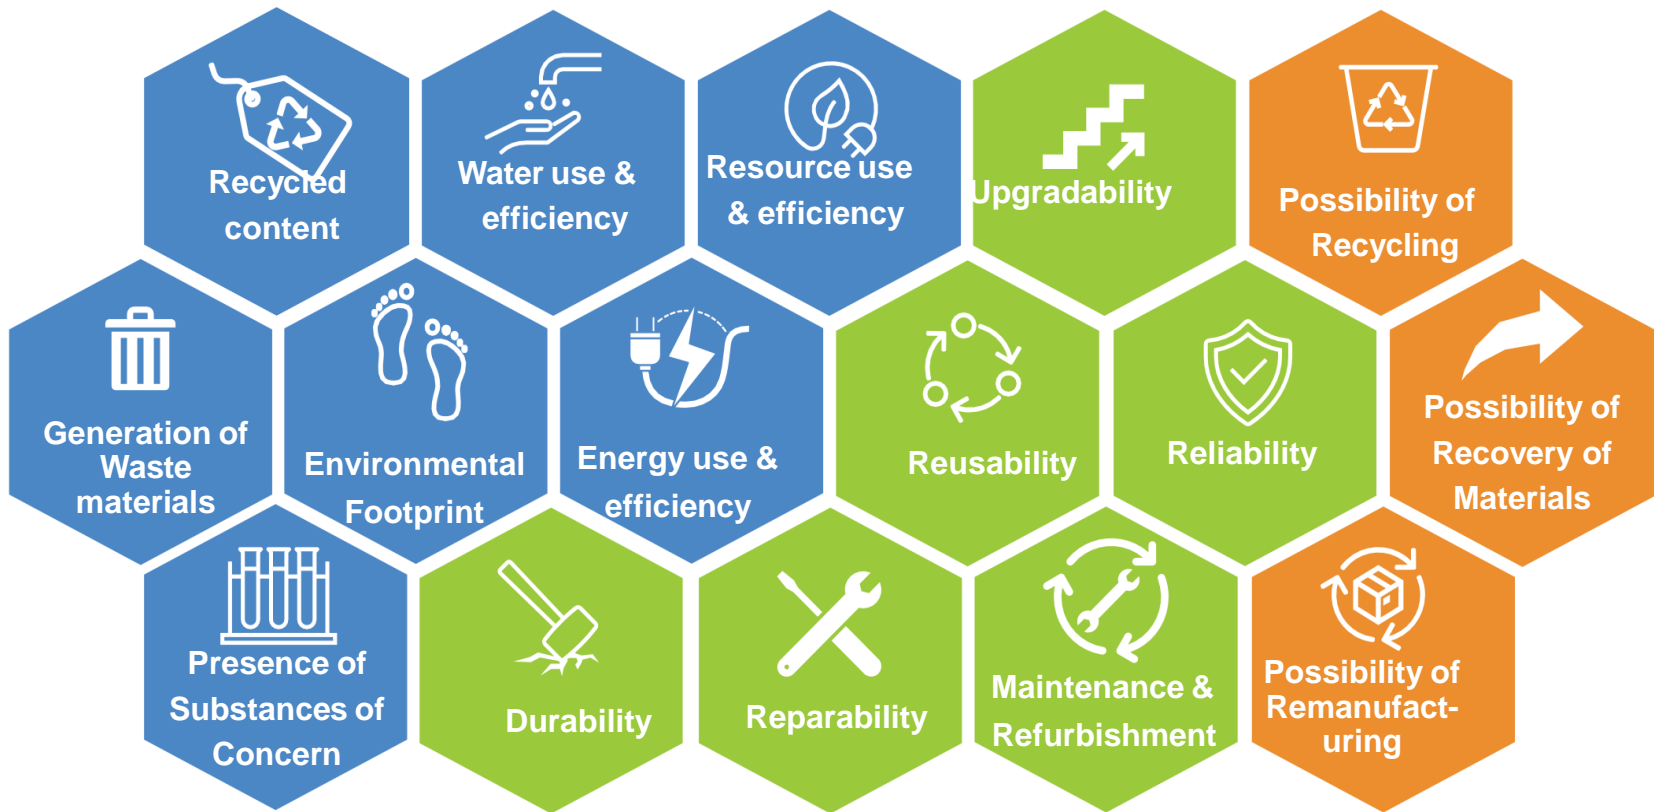 Recycled
content
Water use &
efficiency
Resource use
& efficiency
Upgradability
Possibility of
Recycling
Generation of
Waste
materials
Environmental
Footprint
Energy use &
efficiency
Reusability
Reliability
Possibility of
Recovery of
Materials
Presence of
Substances of
Concern
Durability
Reparability
Maintenance &
Refurbishment
Possibility of
Remanufact-
uring